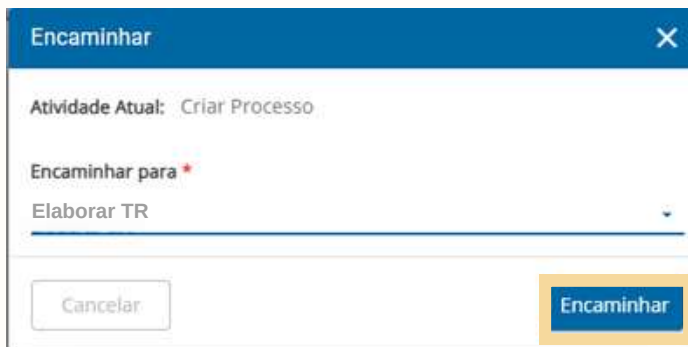 Encaminhar
Atividade Atual: Criar Processo
Encaminhar para *
Elaborar TR
Cancelar
Encaminhar